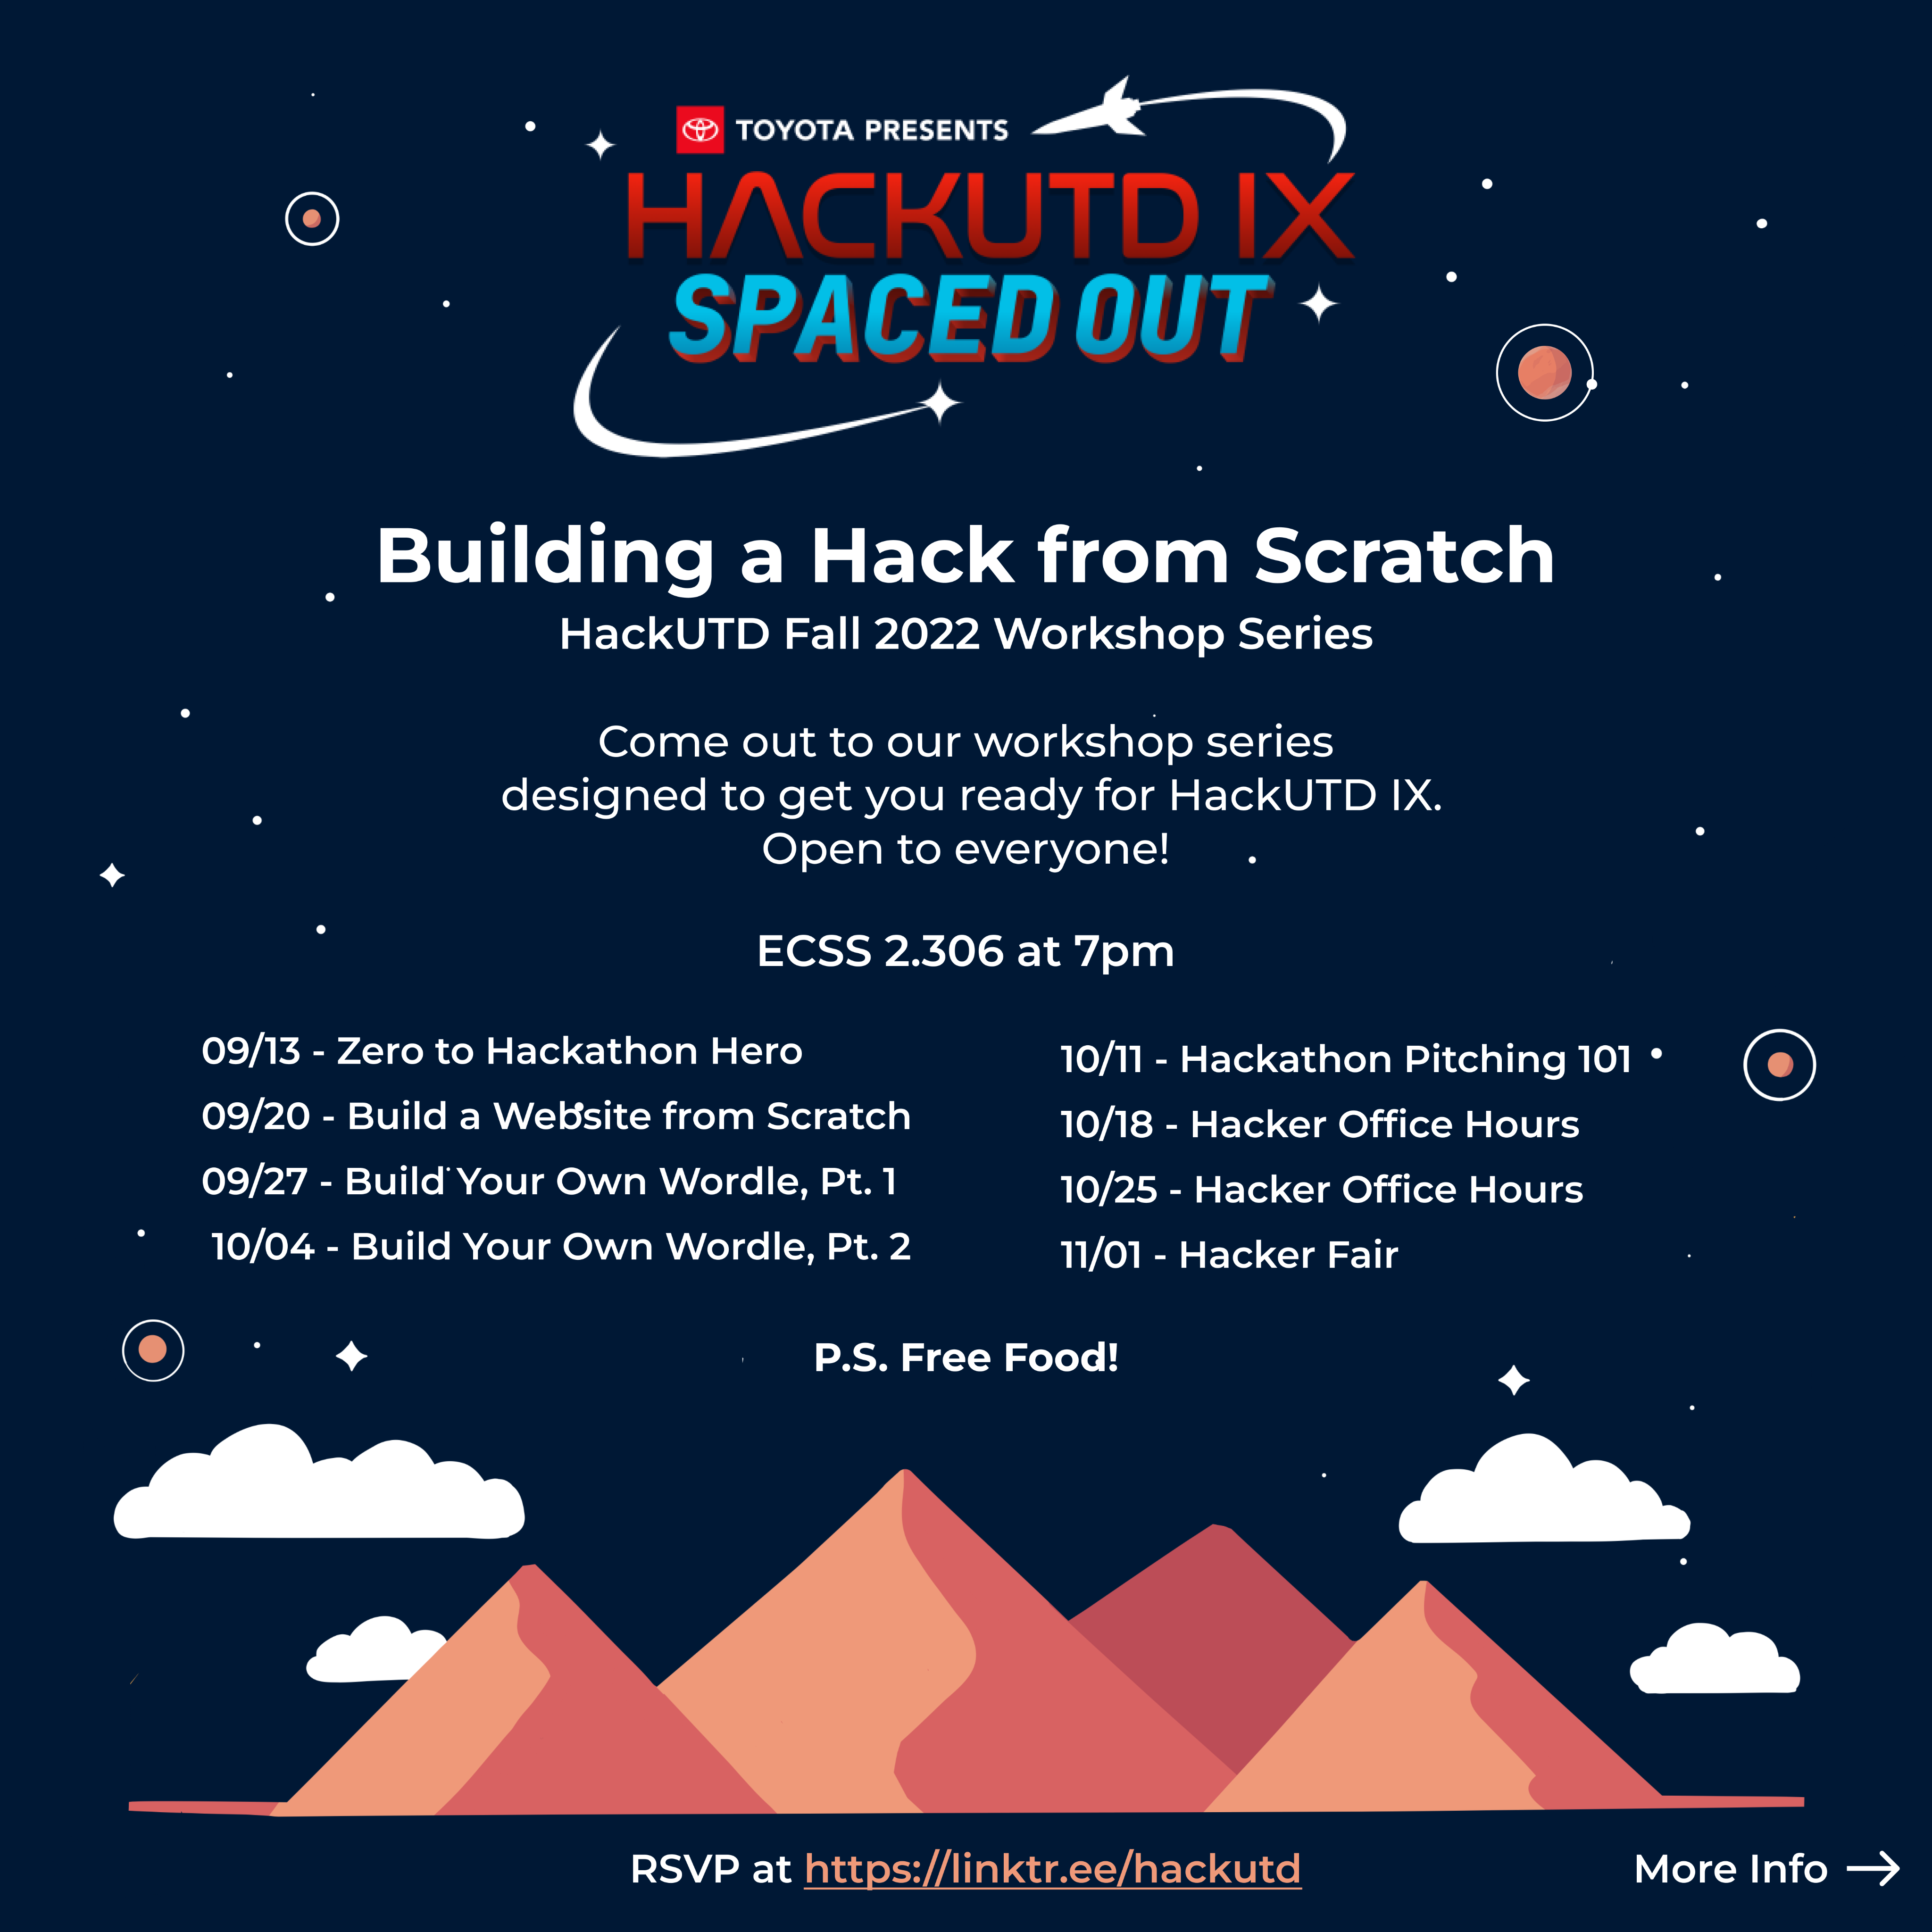 TOYOTA PRESENTS
HACKUTD IX
SPACED OUT
Building a Hack from Scratch
HackUTD Fall 2022 Workshop Series
Come out to our workshop series
designed to get you ready for HackUTD IX.
Open to everyone!
ECSS 2.306 at 7pm
09/13 - Zero to Hackathon Hero
09/20 - Build a Website from Scratch
09/27 - Build Your Own Wordle, Pt. 1
10/04 - Build Your Own Wordle, Pt. 2
10/11 - Hackathon Pitching 101
10/18 - Hacker Office Hours
10/25 - Hacker Office Hours
11/01 - Hacker Fair
P.S. Free Food!
RSVP at https://linktr.ee/hackutd
More Info →